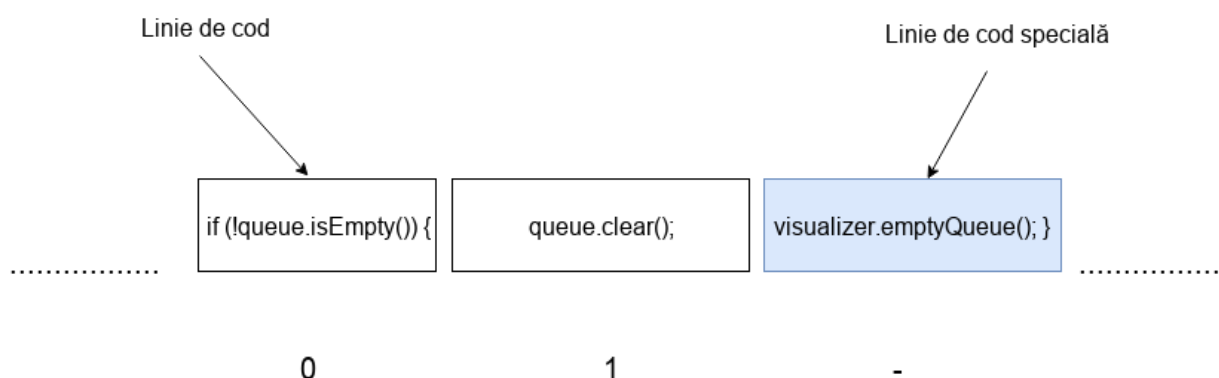 Linie de cod
Linie de cod specială
if (!queue.isEmpty()) {
queue.clear();
visualizer.emptyQueue(); }
.................
................
0
1
-